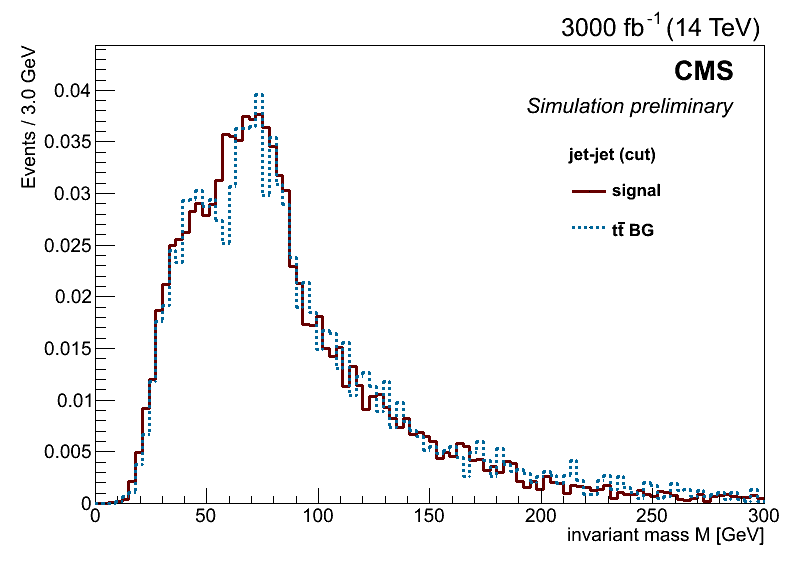 3000 fb⁻¹ (14 TeV)
CMS
Simulation preliminary
jet-jet (cut)
signal
tt̄ BG
Events / 3.0 GeV
0.04
0.035
0.03
0.025
0.02
0.015
0.01
0.005
0
0 50 100 150 200 250 300
invariant mass M [GeV]